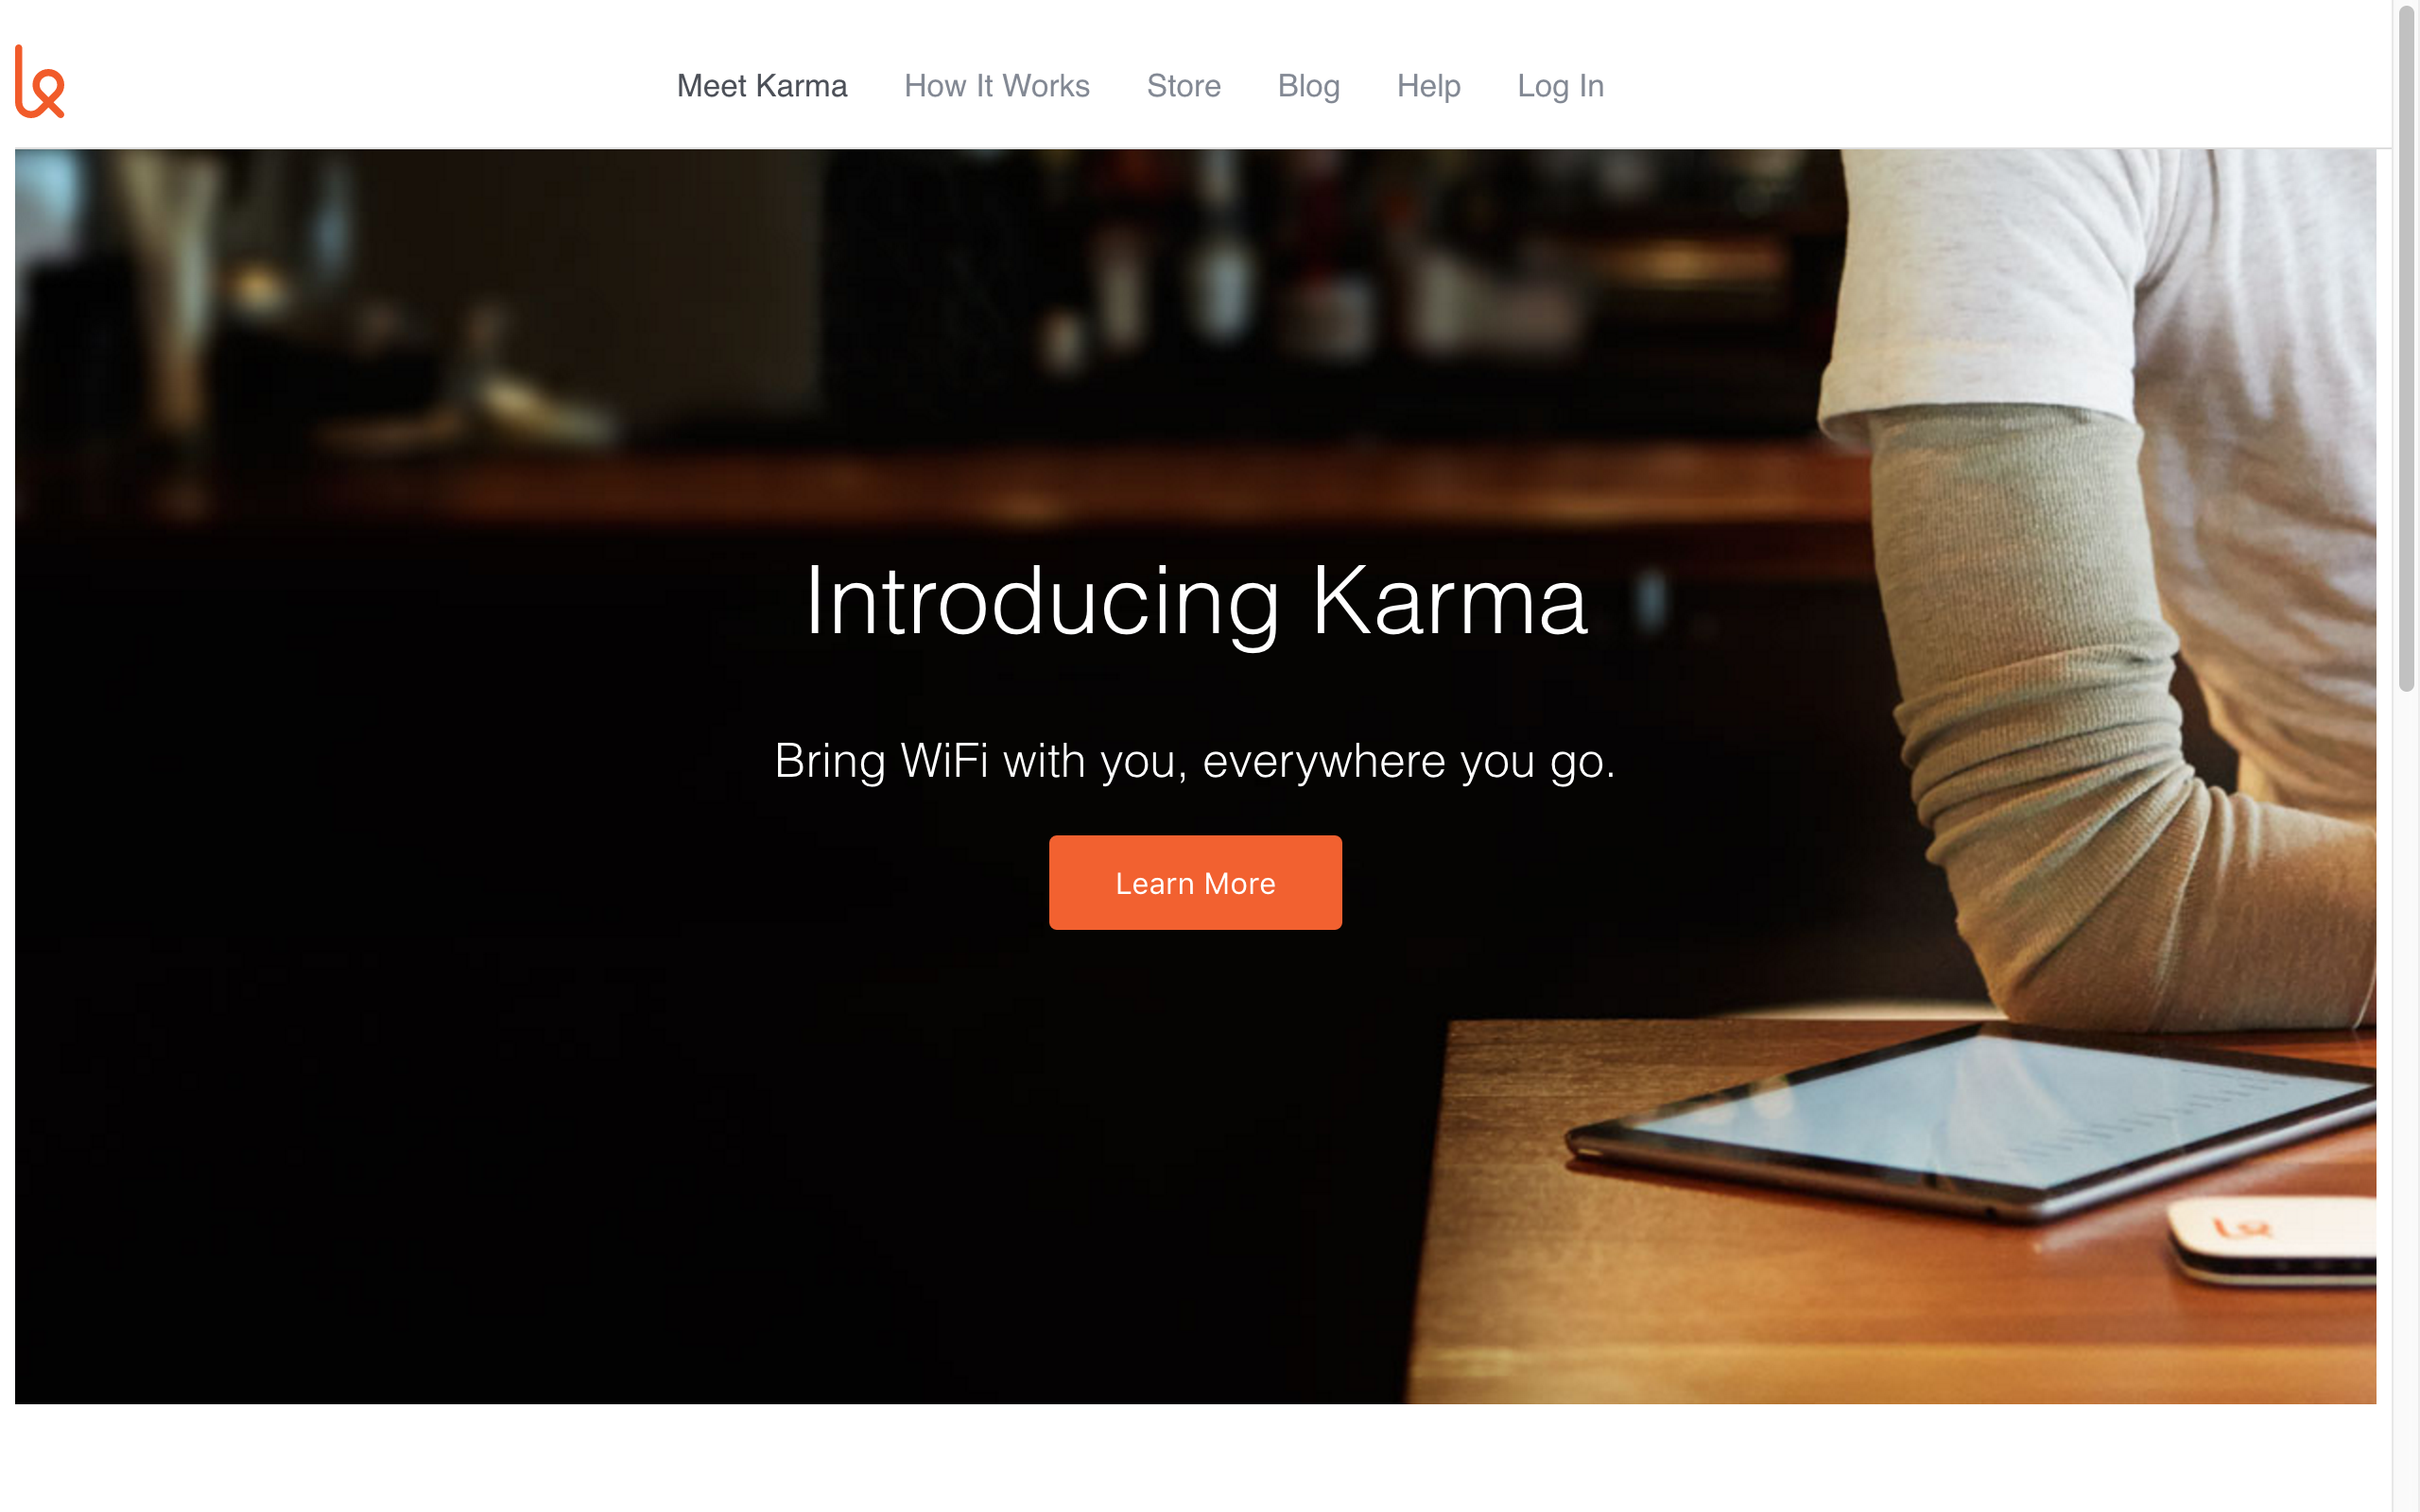 Meet Karma How It Works Store Blog Help Log In
Introducing Karma
Bring WiFi with you, everywhere you go.
Learn More